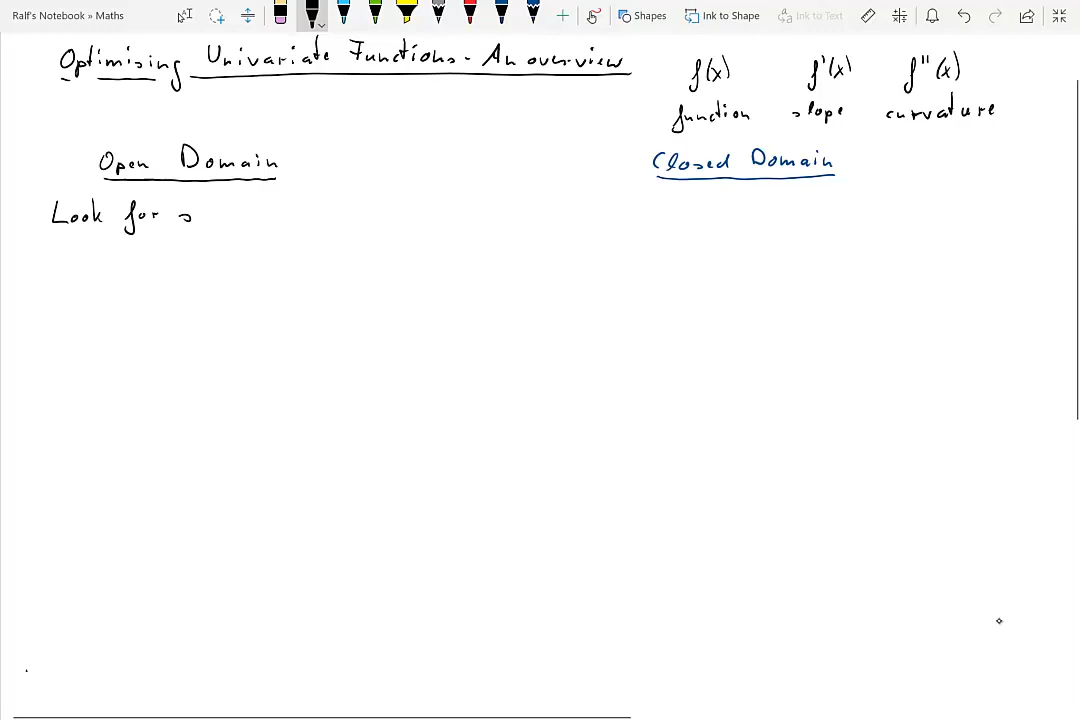 Ralf's Notebook » Maths
Shapes
Ink to Shape
Ink to Text
Optimising Univariate Functions - An overview
f(x) f'(x) f''(x)
function slope curvature
Open Domain
Closed Domain
Look for s